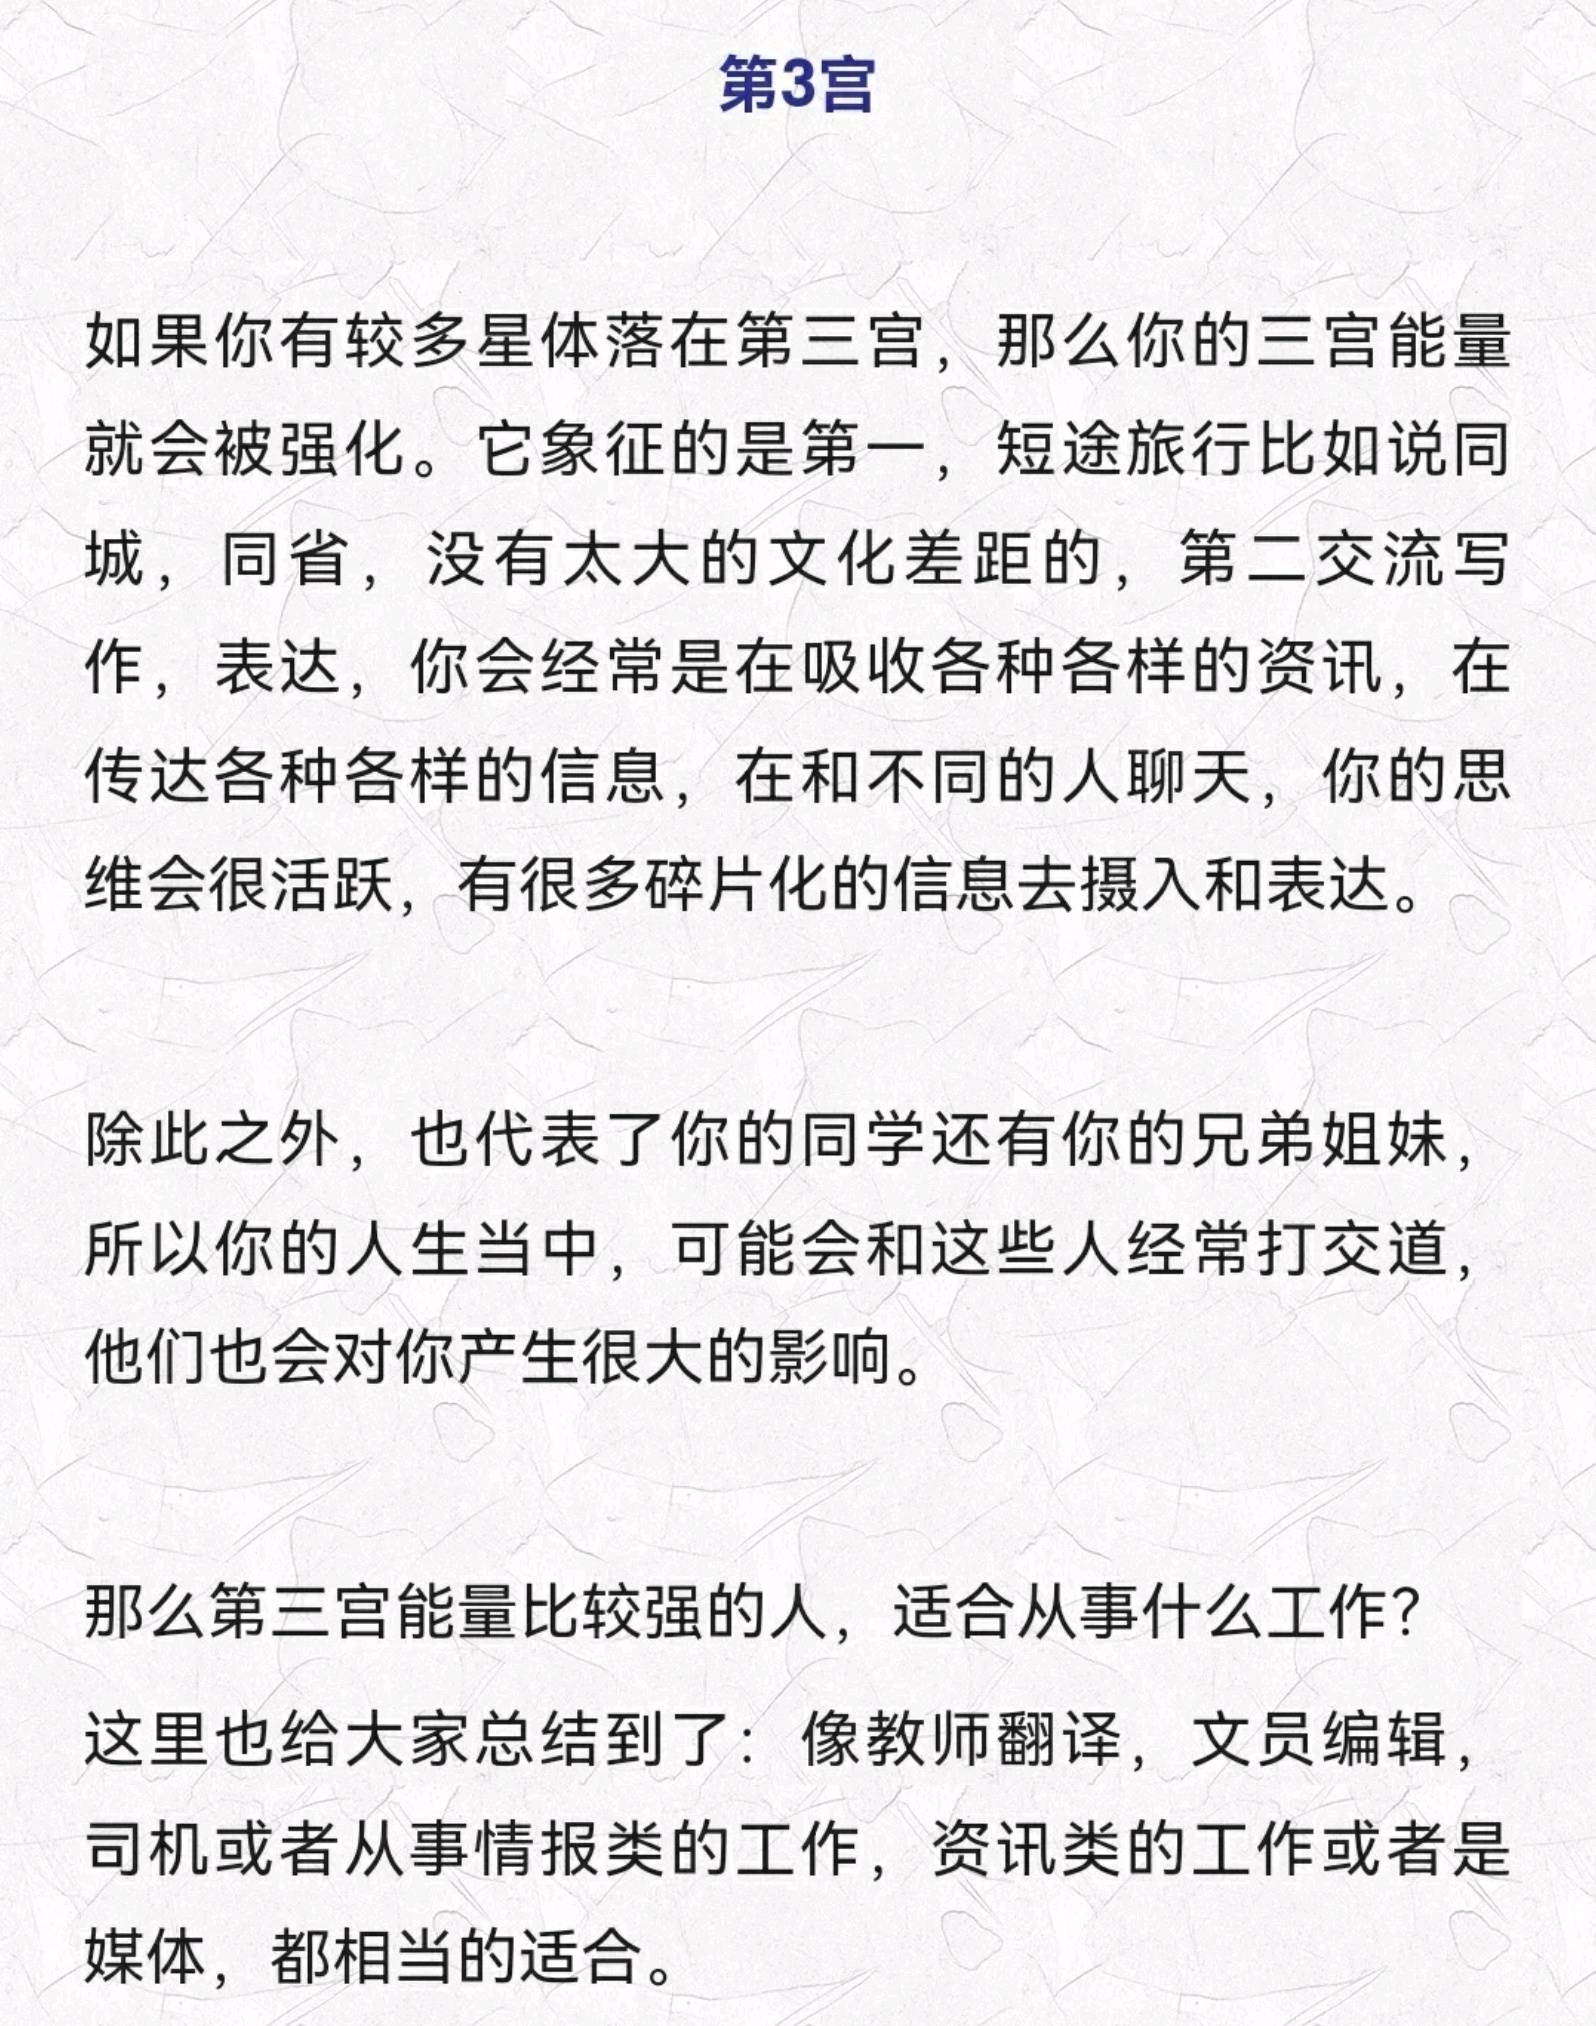 第3宫
如果你有较多星体落在第三宫，那么你的三宫能量
就会被强化。它象征的是第一，短途旅行比如说同
城，同省，没有太大的文化差距的，第二交流写
作，表达，你会经常是在吸收各种各样的资讯，在
传达各种各样的信息，在和不同的人聊天，你的思
维会很活跃，有很多碎片化的信息去摄入和表达。
除此之外，也代表了你的同学还有你的兄弟姐妹，
所以你的人生当中，可能会和这些人经常打交道，
他们也会对你产生很大的影响。
那么第三宫能量比较强的人，适合从事什么工作？
这里也给大家总结到了：像教师翻译，文员编辑，
司机或者从事情报类的工作，资讯类的工作或者是
媒体，都相当的适合。